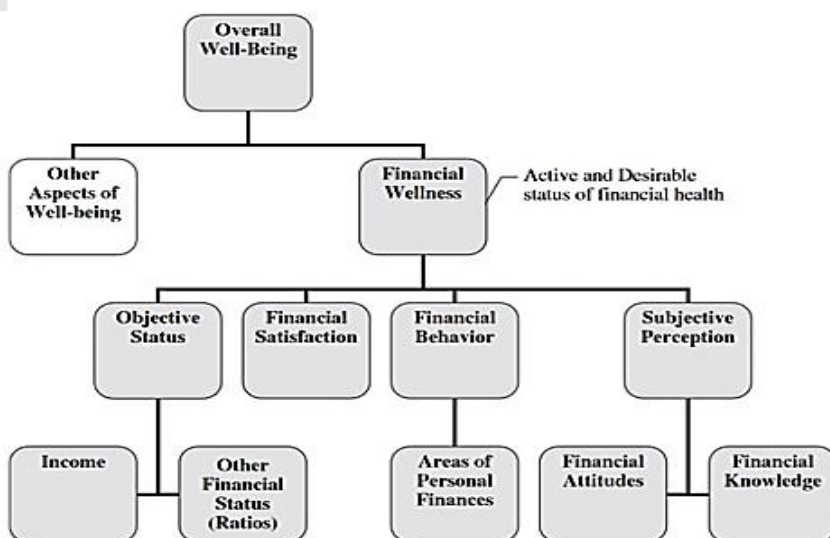 Overall
Well-Being
Other
Aspects of
Well-being
Financial
Wellness
Active and Desirable
status of financial health
Objective
Status
Financial
Satisfaction
Financial
Behavior
Subjective
Perception
Income
Other
Financial
Status
(Ratios)
Areas of
Personal
Finances
Financial
Attitudes
Financial
Knowledge